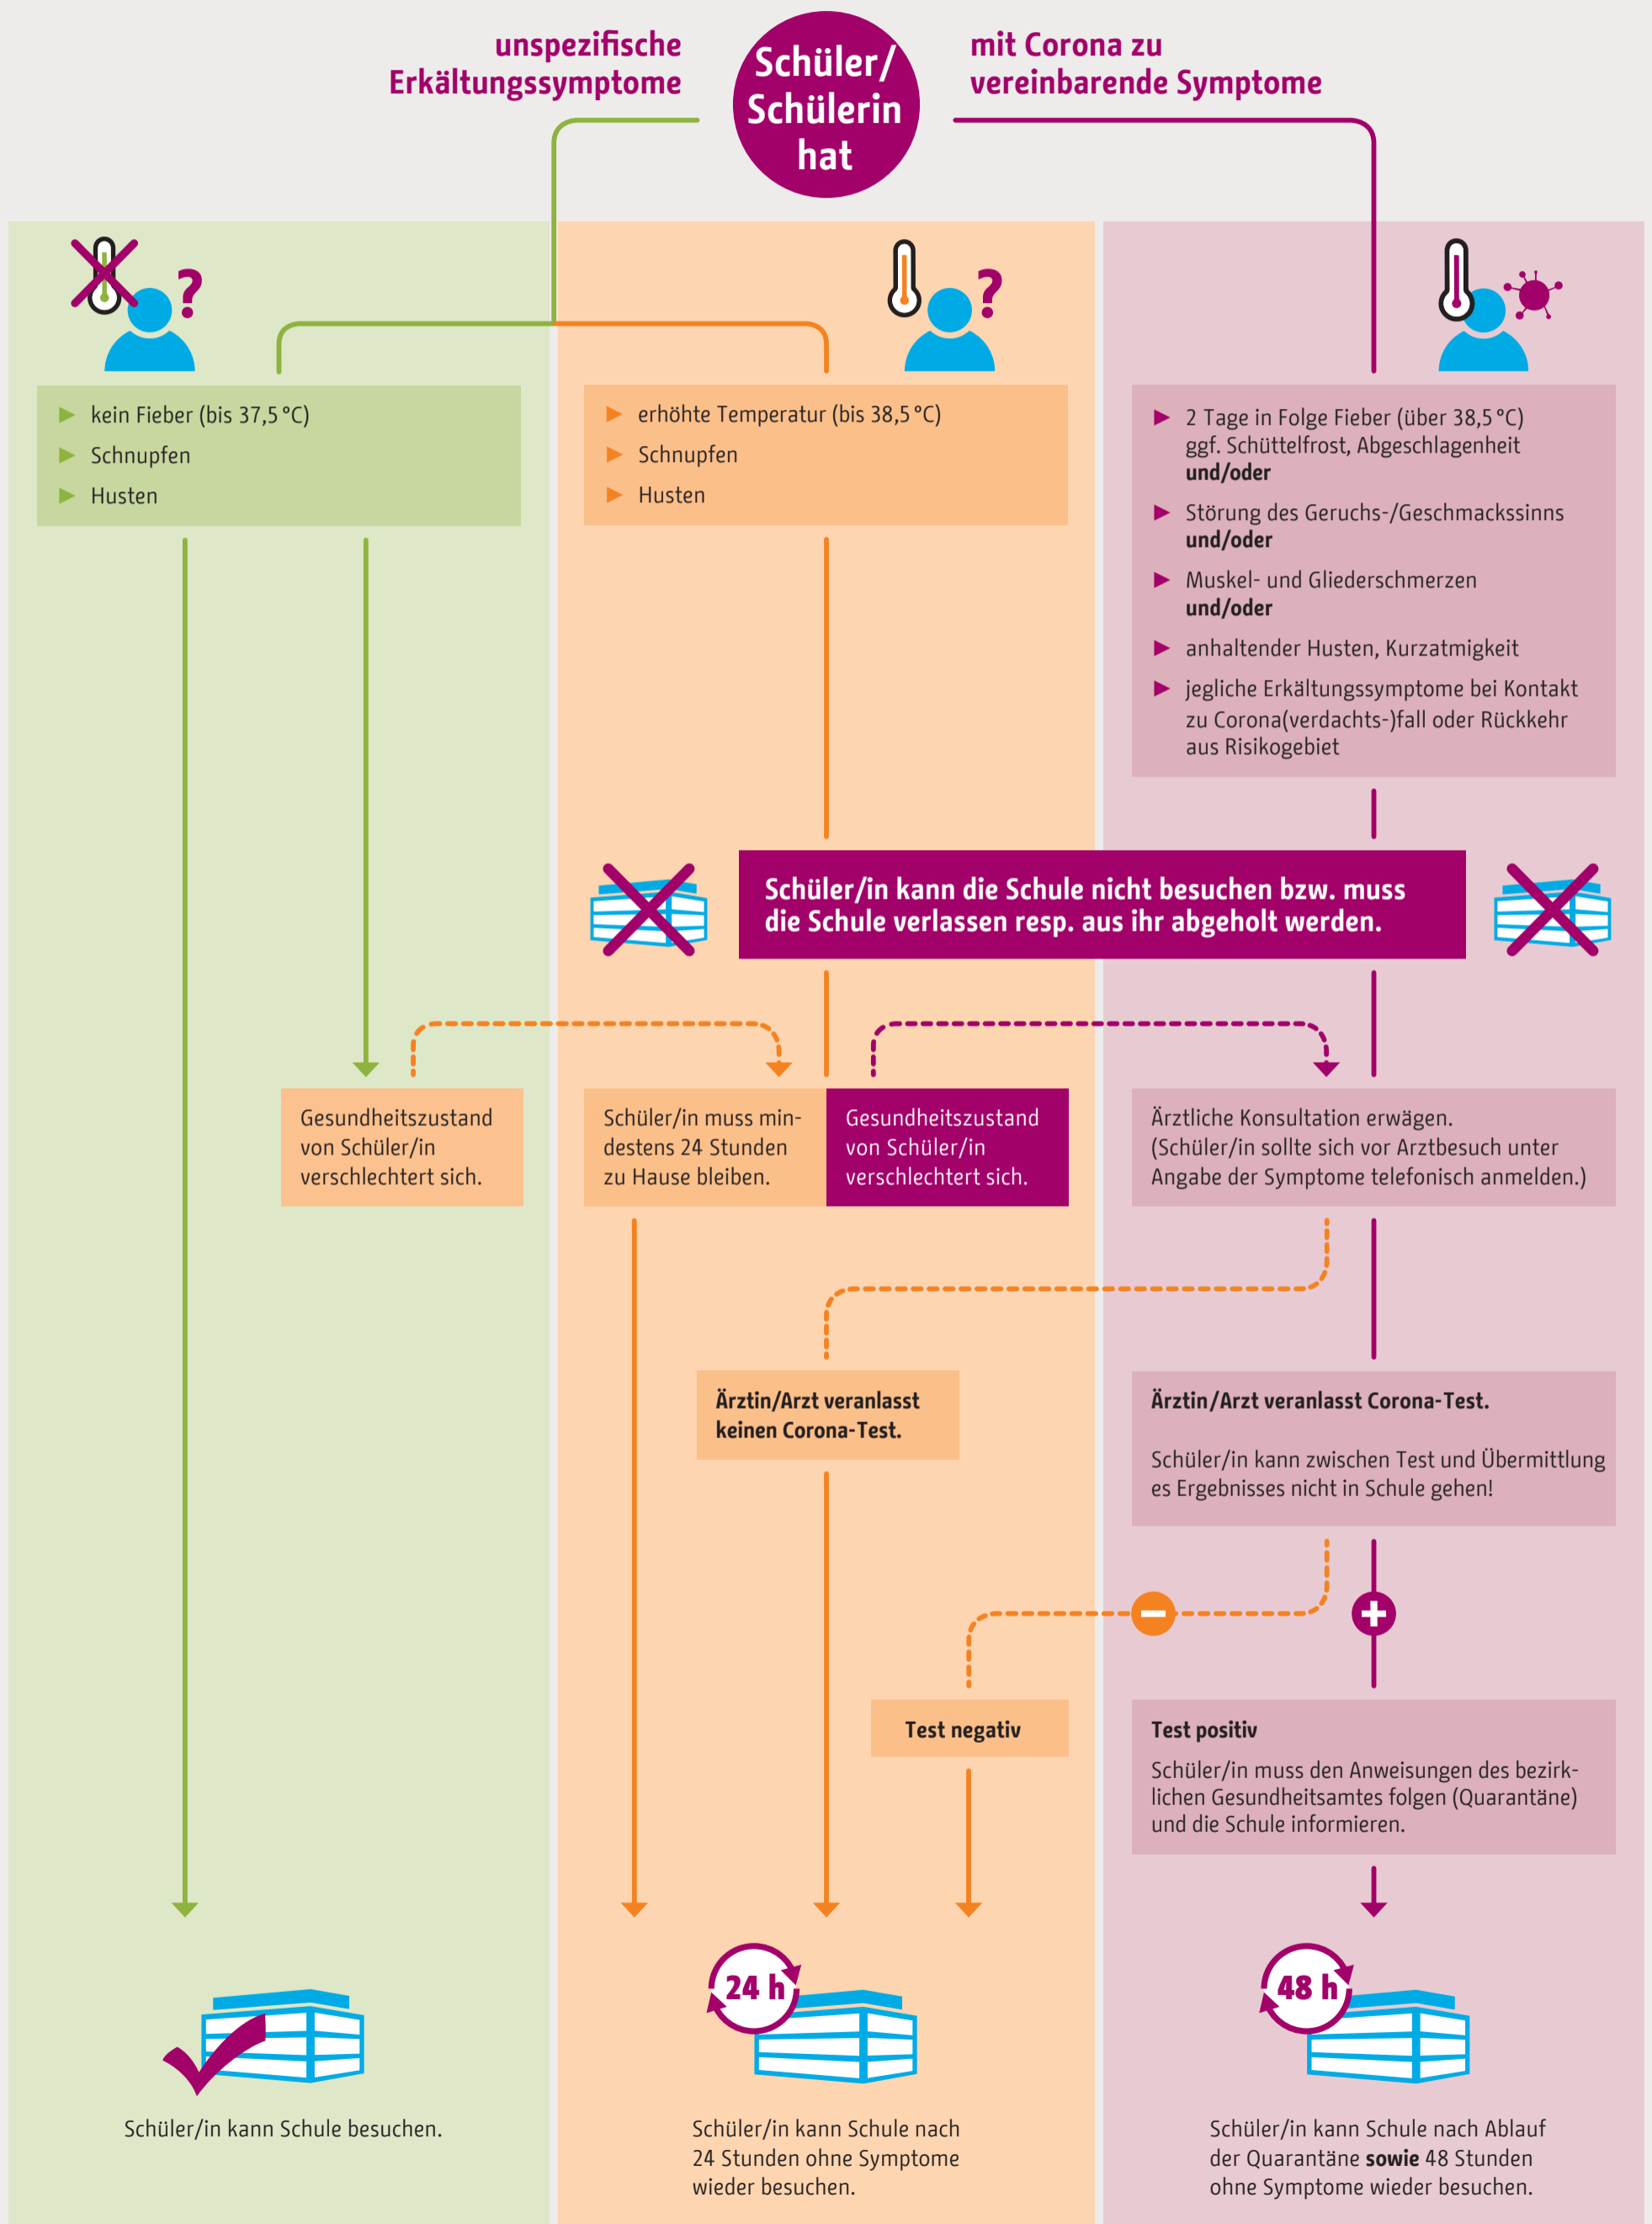 unspezifische
Erkältungssymptome
Schüler/
Schülerin
hat
mit Corona zu
vereinbarende Symptome
?
kein Fieber (bis 37,5 °C)
Schnupfen
Husten
?
erhöhte Temperatur (bis 38,5 °C)
Schnupfen
Husten
2 Tage in Folge Fieber (über 38,5 °C)
ggf. Schüttelfrost, Abgeschlagenheit
und/oder
Störung des Geruchs-/Geschmackssinns
und/oder
Muskel- und Gliederschmerzen
und/oder
anhaltender Husten, Kurzatmigkeit
jegliche Erkältungssymptome bei Kontakt
zu Corona(verdachts-)fall oder Rückkehr
aus Risikogebiet
Schüler/in kann die Schule nicht besuchen bzw. muss
die Schule verlassen resp. aus ihr abgeholt werden.
Gesundheitszustand
von Schüler/in
verschlechtert sich.
Schüler/in muss min-
destens 24 Stunden
zu Hause bleiben.
Gesundheitszustand
von Schüler/in
verschlechtert sich.
Ärztliche Konsultation erwägen.
(Schüler/in sollte sich vor Arztbesuch unter
Angabe der Symptome telefonisch anmelden.)
Ärztin/Arzt veranlasst
keinen Corona-Test.
Ärztin/Arzt veranlasst Corona-Test.
Schüler/in kann zwischen Test und Übermittlung
es Ergebnisses nicht in Schule gehen!
Test negativ
Test positiv
Schüler/in muss den Anweisungen des bezirk-
lichen Gesundheitsamtes folgen (Quarantäne)
und die Schule informieren.
Schüler/in kann Schule besuchen.
24 h
Schüler/in kann Schule nach
24 Stunden ohne Symptome
wieder besuchen.
48 h
Schüler/in kann Schule nach Ablauf
der Quarantäne sowie 48 Stunden
ohne Symptome wieder besuchen.